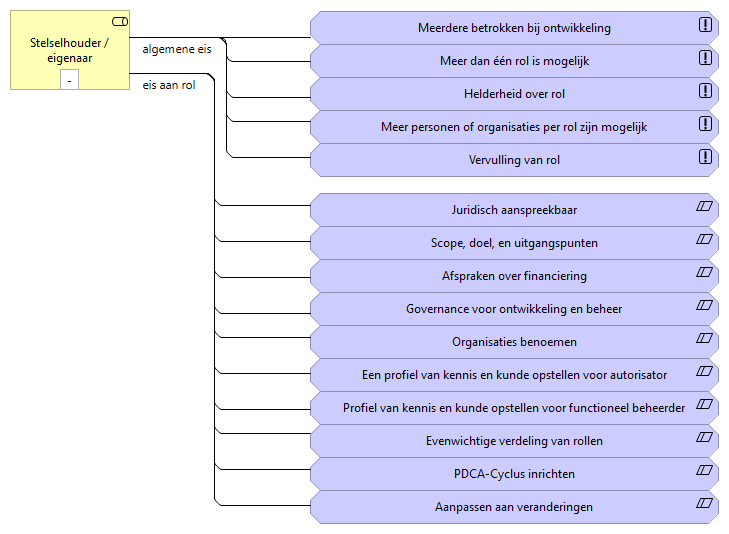 Stelselhouder /
eigenaar
-
algemene eis
eis aan rol
Meerdere betrokken bij ontwikkeling
Meer dan één rol is mogelijk
Helderheid over rol
Meer personen of organisaties per rol zijn mogelijk
Vervulling van rol
Juridisch aanspreekbaar
Scope, doel, en uitgangspunten
Afspraken over financiering
Governance voor ontwikkeling en beheer
Organisaties benoemen
Een profiel van kennis en kunde opstellen voor autorisator
Profiel van kennis en kunde opstellen voor functioneel beheerder
Evenwichtige verdeling van rollen
PDCA-Cyclus inrichten
Aanpassen aan veranderingen